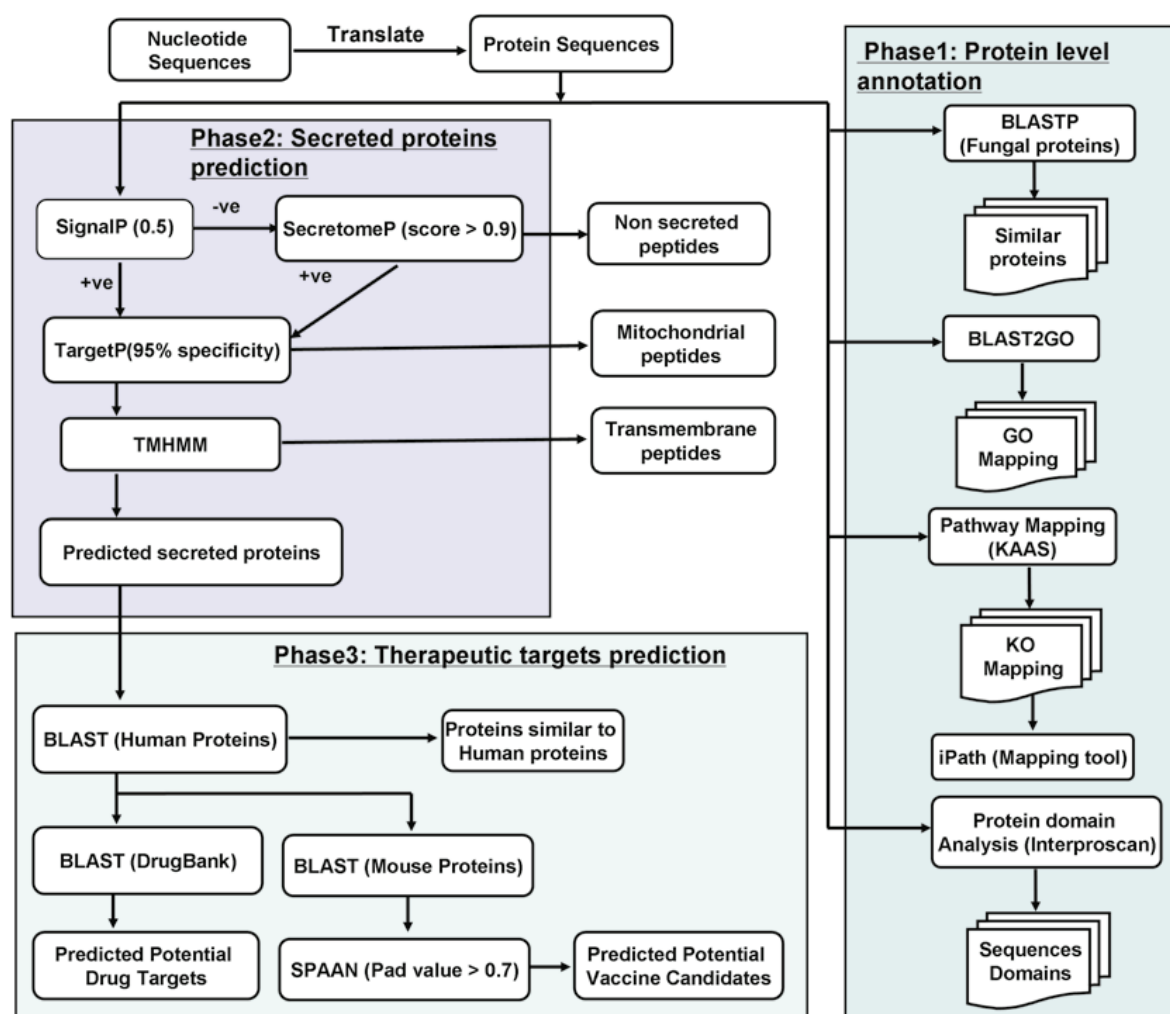 Nucleotide
Sequences
Translate
Protein Sequences
Phase1: Protein level
annotation
BLASTP
(Fungal proteins)
Similar
proteins
BLAST2GO
GO
Mapping
Pathway Mapping
(KAAS)
KO
Mapping
iPath (Mapping tool)
Protein domain
Analysis (Interproscan)
Sequences
Domains
Phase2: Secreted proteins
prediction
SignalP (0.5)
-ve
SecretomeP (score > 0.9)
Non secreted
peptides
+ve
+ve
TargetP(95% specificity)
Mitochondrial
peptides
TMHMM
Transmembrane
peptides
Predicted secreted proteins
Phase3: Therapeutic targets prediction
BLAST (Human Proteins)
Proteins similar to
Human proteins
BLAST (DrugBank)
BLAST (Mouse Proteins)
Predicted Potential
Drug Targets
SPAAN (Pad value > 0.7)
Predicted Potential
Vaccine Candidates